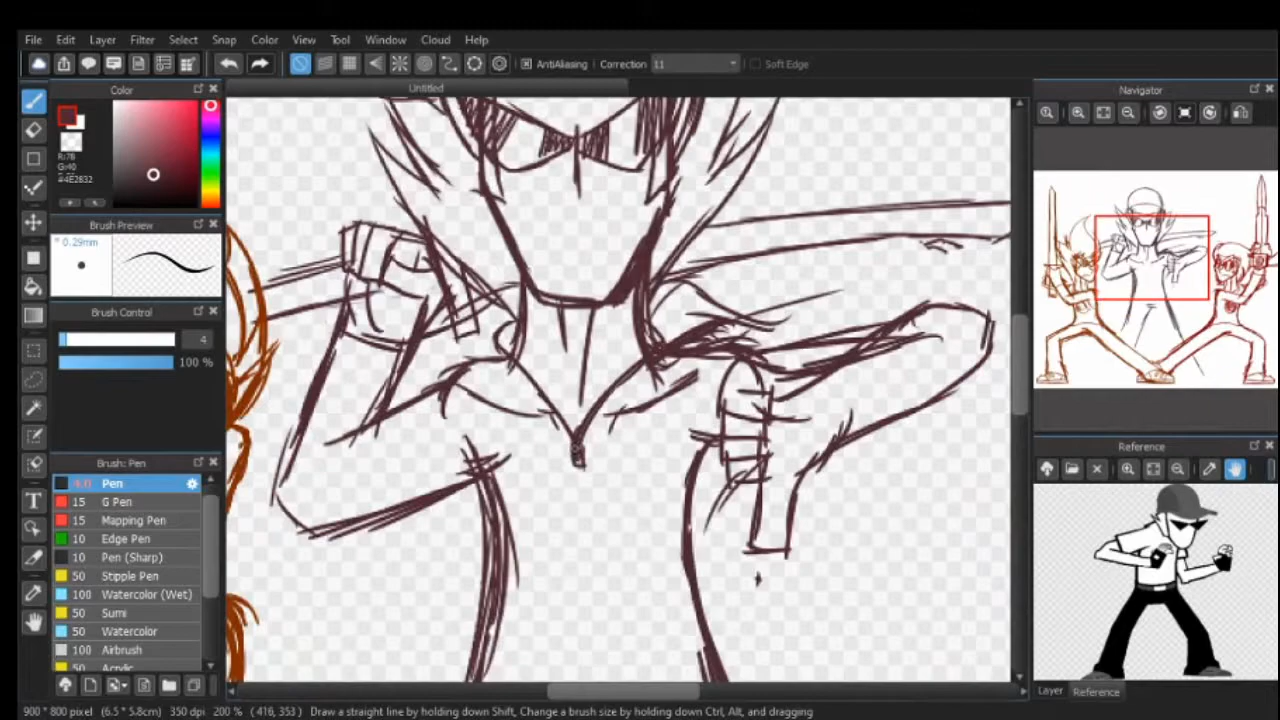 File Edit Layer Filter Select Snap Color View Tool Window Cloud Help
AntiAliasing Correction 11 Soft Edge
Untitled
Color
R:78
G:40
#4E2832
Brush Preview
0.29mm
Brush Control
4
100 %
Brush: Pen
4.0 Pen
15 G Pen
15 Mapping Pen
10 Edge Pen
10 Pen (Sharp)
50 Stipple Pen
100 Watercolor (Wet)
50 Sumi
50 Watercolor
100 Airbrush
50 Acrylic
Navigator
Reference
Layer Reference
900 * 800 pixel (6.5 * 5.8cm) 350 dpi 200 % ( 416, 353 ) Draw a straight line by holding down Shift, Change a brush size by holding down Ctrl, Alt, and dragging